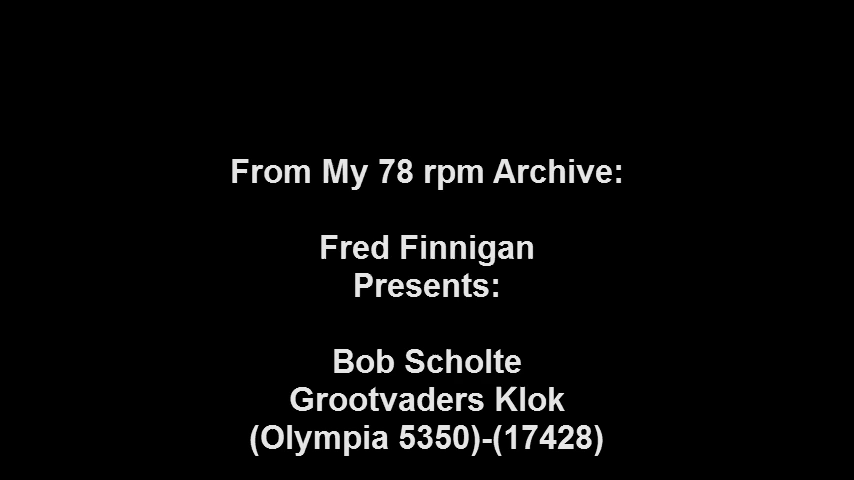 From My 78 rpm Archive:
Fred Finnigan
Presents:
Bob Scholte
Grootvaders Klok
(Olympia 5350)-(17428)